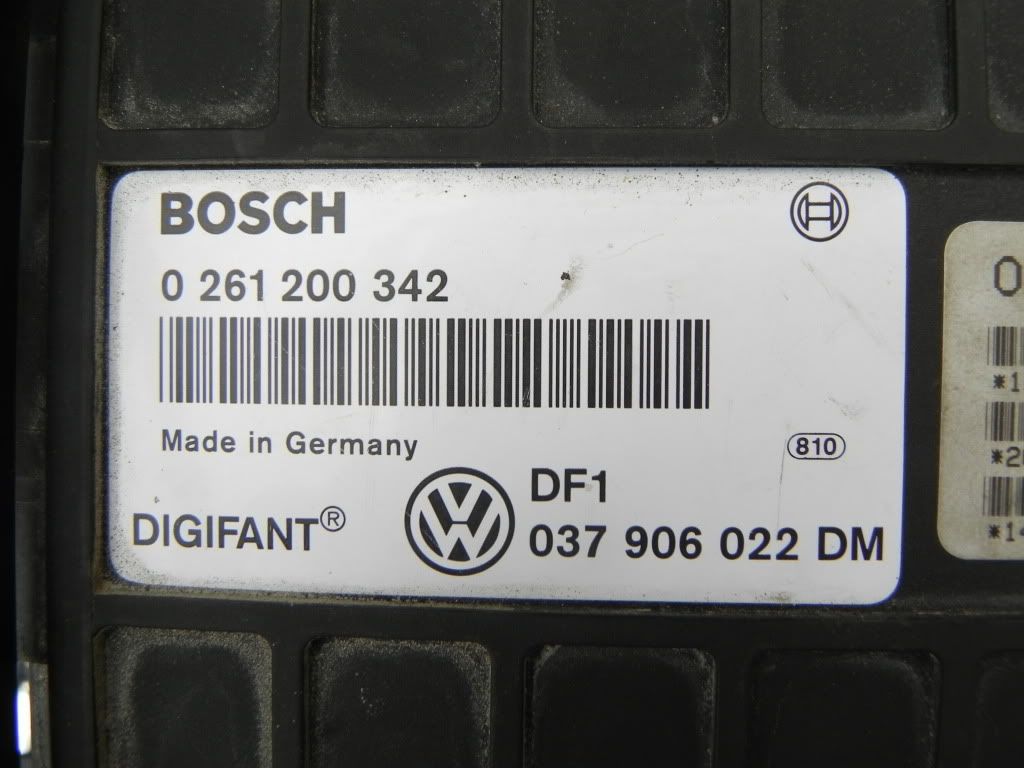 BOSCH
0 261 200 342
Made in Germany
810
DIGIFANT®
DF1
037 906 022 DM